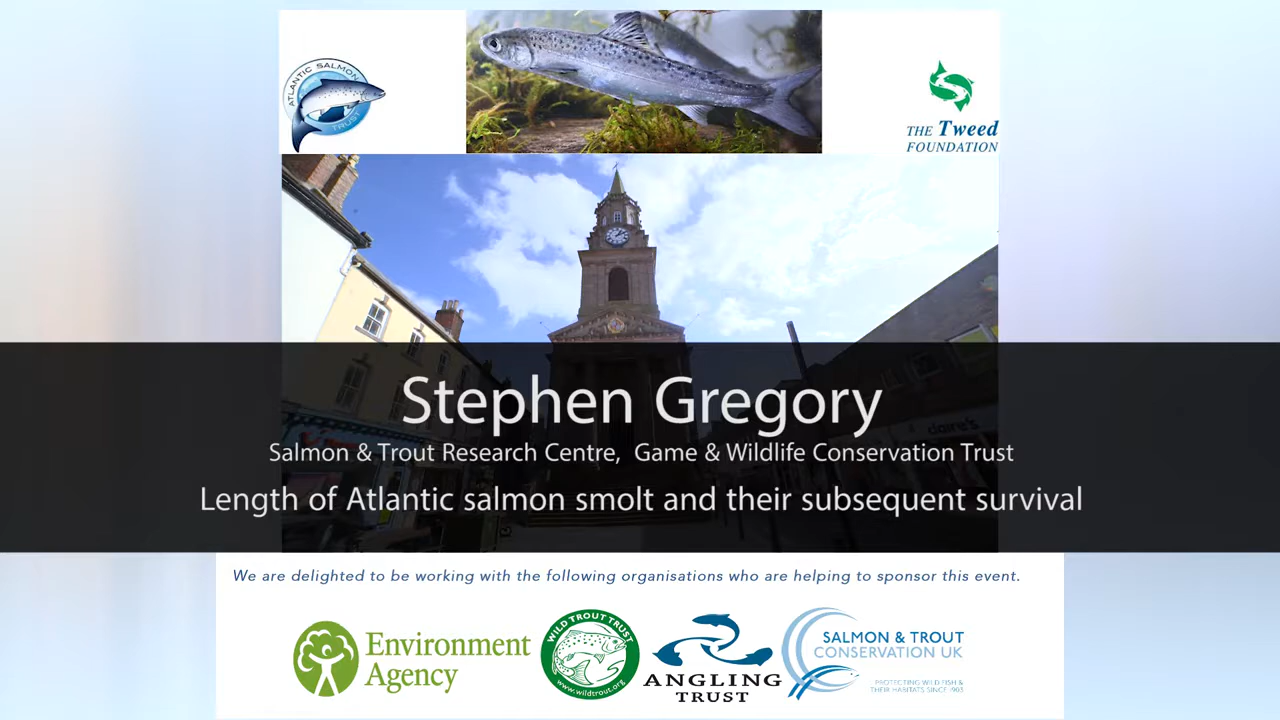 ATLANTIC SALMON
TRUST
THE Tweed
FOUNDATION
claire's
Stephen Gregory
Salmon & Trout Research Centre, Game & Wildlife Conservation Trust
Length of Atlantic salmon smolt and their subsequent survival
We are delighted to be working with the following organisations who are helping to sponsor this event.
Environment
Agency
WILD TROUT TRUST
www.wildtrout.org
ANGLING
TRUST
SALMON & TROUT
CONSERVATION UK
PROTECTING WILD FISH &
THEIR HABITATS SINCE 1903